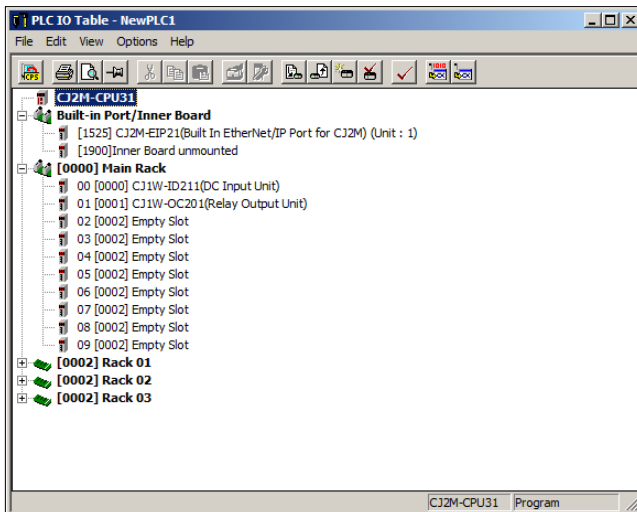 PLC IO Table - NewPLC1
File Edit View Options Help
CJ2M-CPU31
Built-in Port/Inner Board
[1525] CJ2M-EIP21(Built In EtherNet/IP Port for CJ2M) (Unit : 1)
[1900]Inner Board unmounted
[0000] Main Rack
00 [0000] CJ1W-ID211(DC Input Unit)
01 [0001] CJ1W-OC201(Relay Output Unit)
02 [0002] Empty Slot
03 [0002] Empty Slot
04 [0002] Empty Slot
05 [0002] Empty Slot
06 [0002] Empty Slot
07 [0002] Empty Slot
08 [0002] Empty Slot
09 [0002] Empty Slot
[0002] Rack 01
[0002] Rack 02
[0002] Rack 03
CJ2M-CPU31 Program